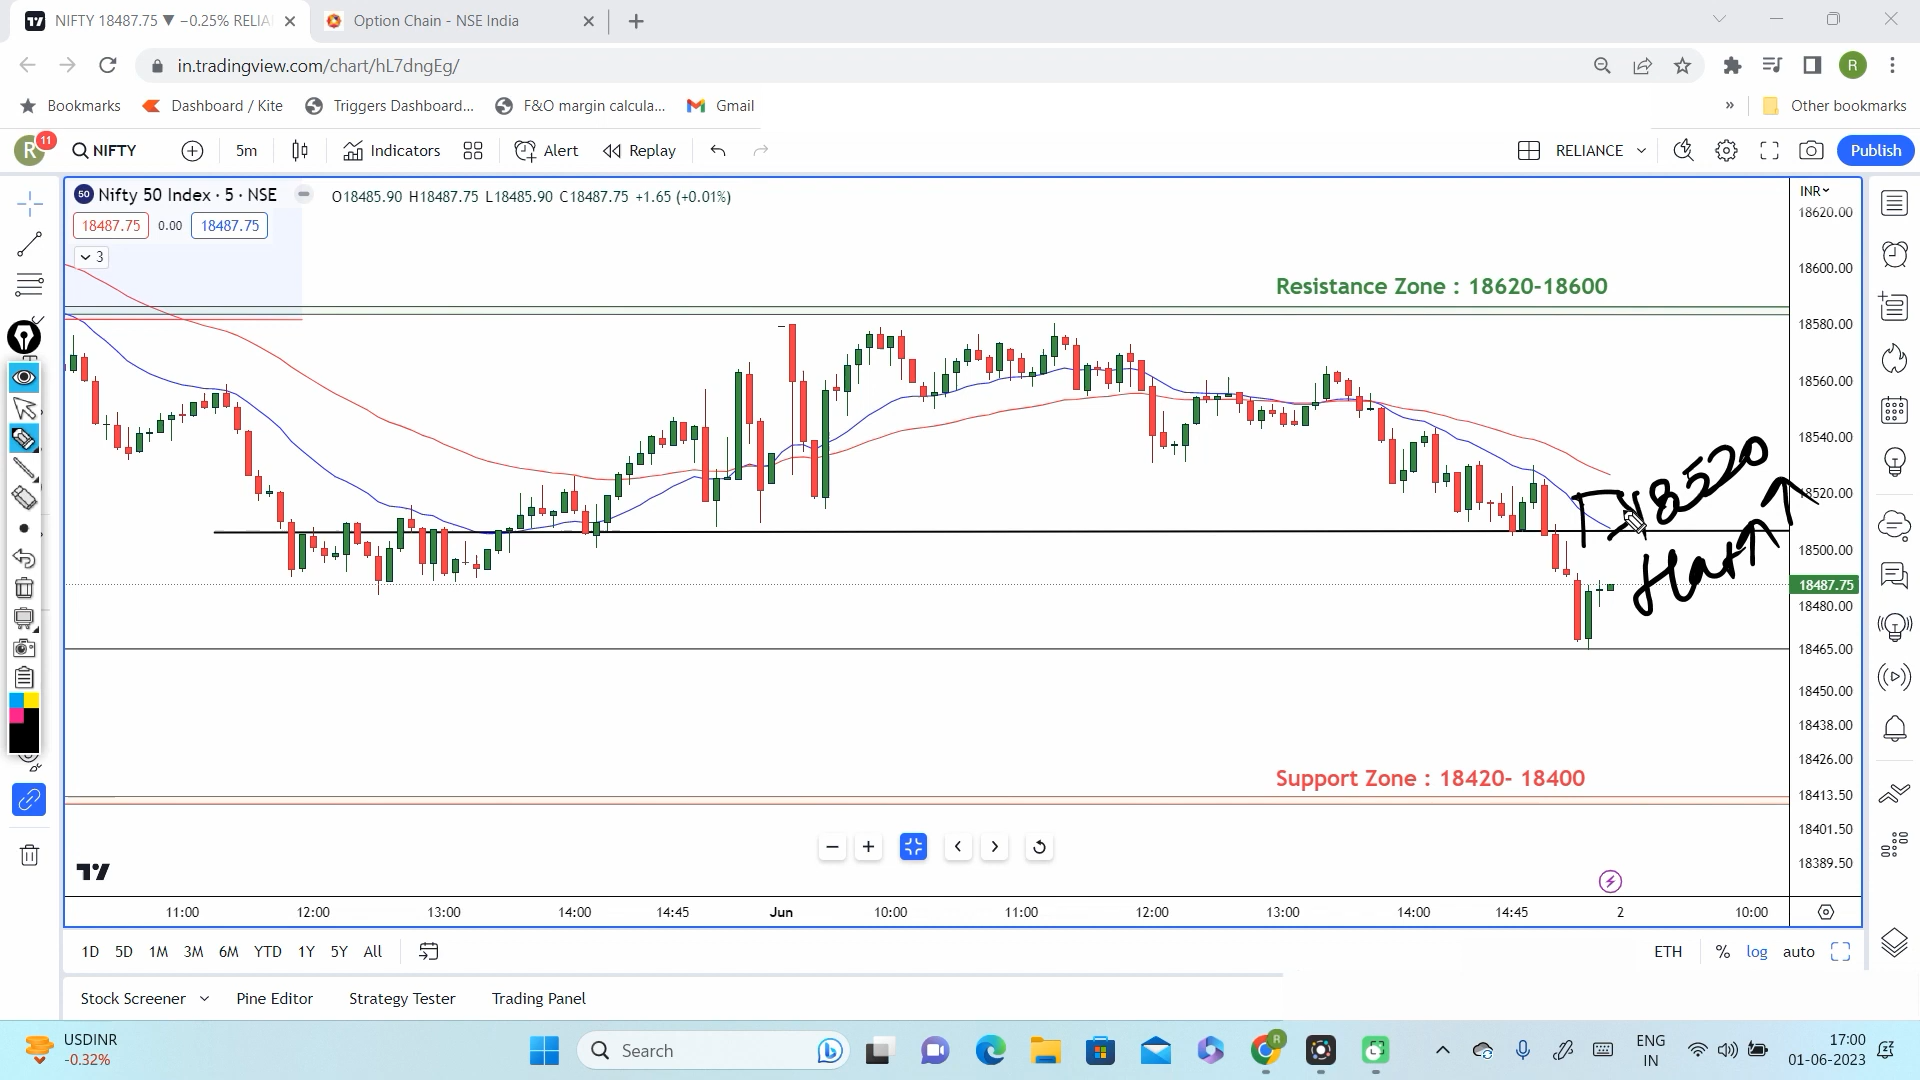 NIFTY 18487.75 ▼ −0.25% RELIA
Option Chain - NSE India
in.tradingview.com/chart/hL7dngEg/
R
Bookmarks
Dashboard / Kite
Triggers Dashboard...
F&O margin calcula...
Gmail
»
Other bookmarks
R
11
NIFTY
5m
Indicators
Alert
Replay
RELIANCE
Publish
50
Nifty 50 Index · 5 · NSE
O18485.90 H18487.75 L18485.90 C18487.75 +1.65 (+0.01%)
INR
18487.75
0.00
18487.75
3
Resistance Zone : 18620-18600
18520
Flat
Support Zone : 18420- 18400
18620.00
18600.00
18580.00
18560.00
18540.00
18520.00
18500.00
18487.75
18480.00
18465.00
18450.00
18438.00
18426.00
18413.50
18401.50
18389.50
11:00
12:00
13:00
14:00
14:45
Jun
10:00
11:00
12:00
13:00
14:00
14:45
2
10:00
1D
5D
1M
3M
6M
YTD
1Y
5Y
All
ETH
%
log
auto
Stock Screener
Pine Editor
Strategy Tester
Trading Panel
USDINR
-0.32%
Search
R
ENG
IN
17:00
01-06-2023